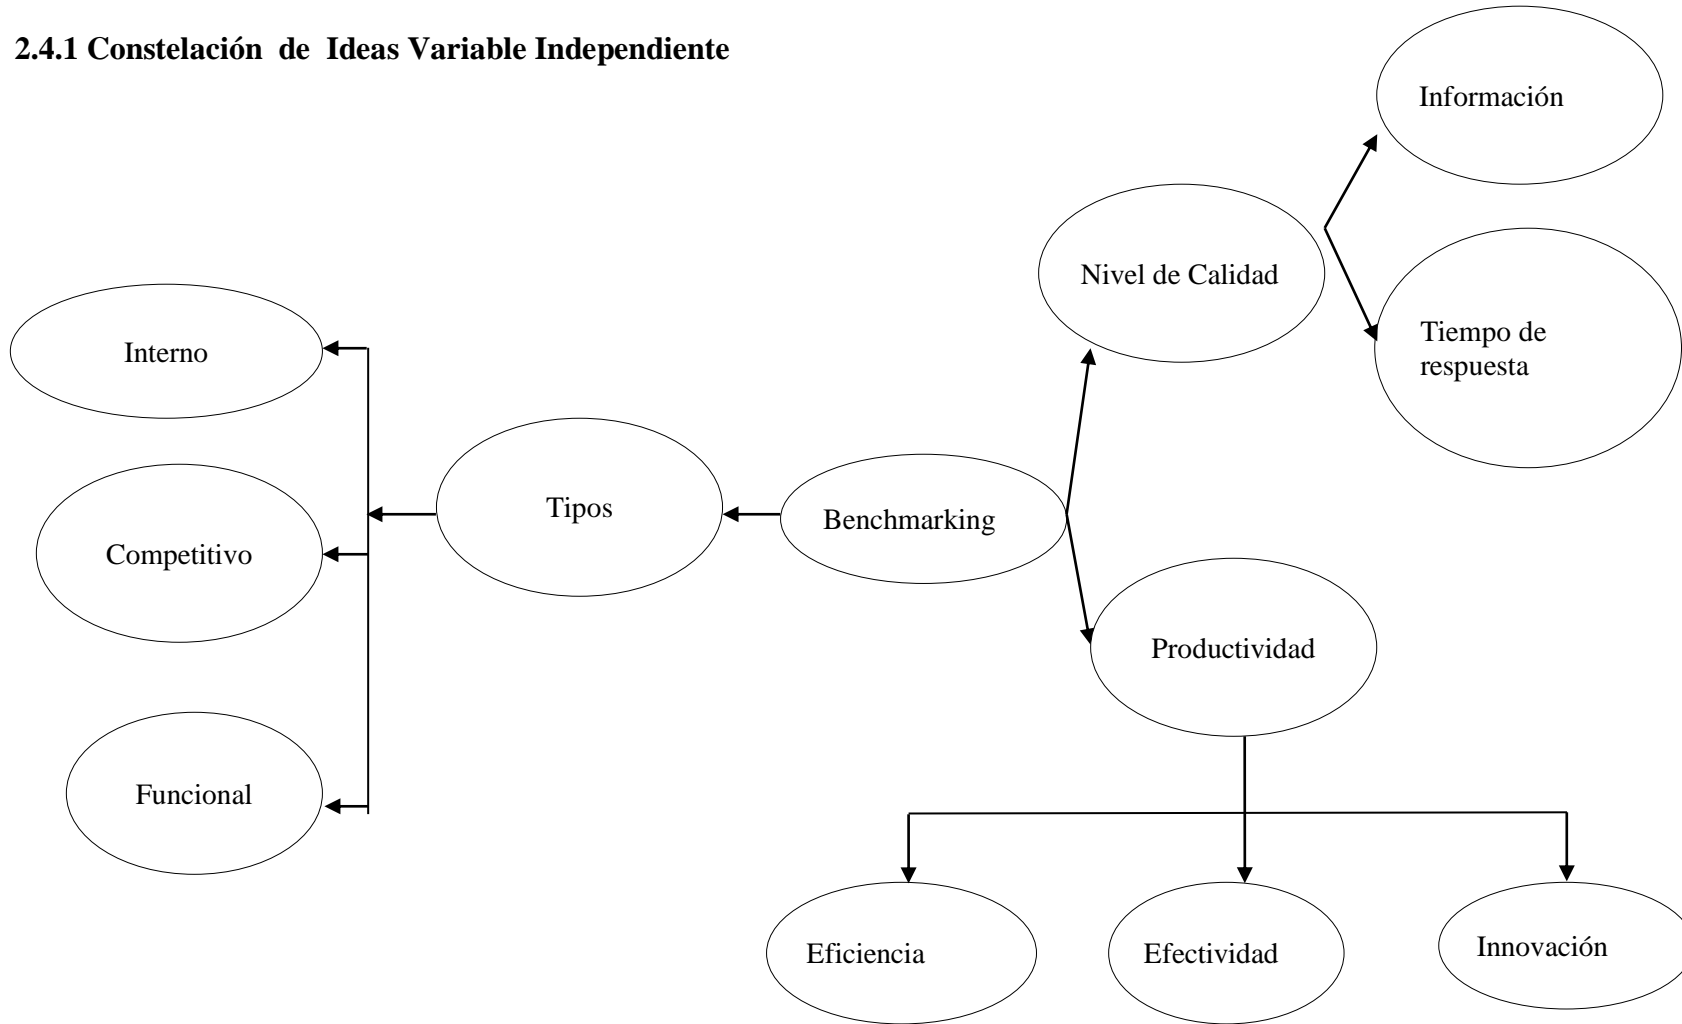 2.4.1 Constelación  de  Ideas Variable Independiente
Información
Nivel de Calidad
Tiempo de
respuesta
Interno
Tipos
Benchmarking
Competitivo
Productividad
Funcional
Eficiencia
Efectividad
Innovación